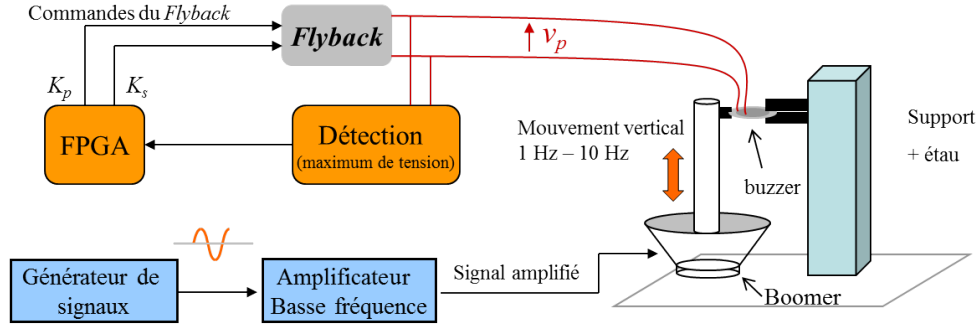 Commandes du Flyback
Flyback
v_p
K_p
K_s
FPGA
Détection
(maximum de tension)
Mouvement vertical
1 Hz – 10 Hz
buzzer
Support
+ étau
Générateur de
signaux
Amplificateur
Basse fréquence
Signal amplifié
Boomer